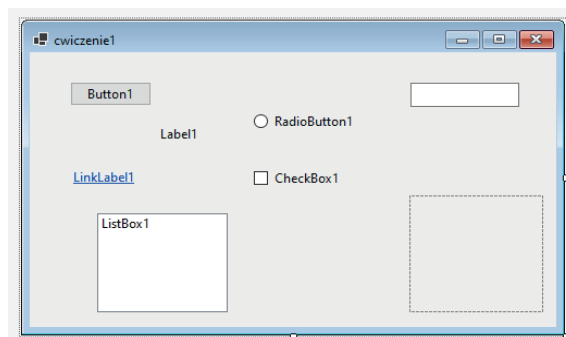 cwiczenie1
Button1
Label1
RadioButton1
LinkLabel1
CheckBox1
ListBox1